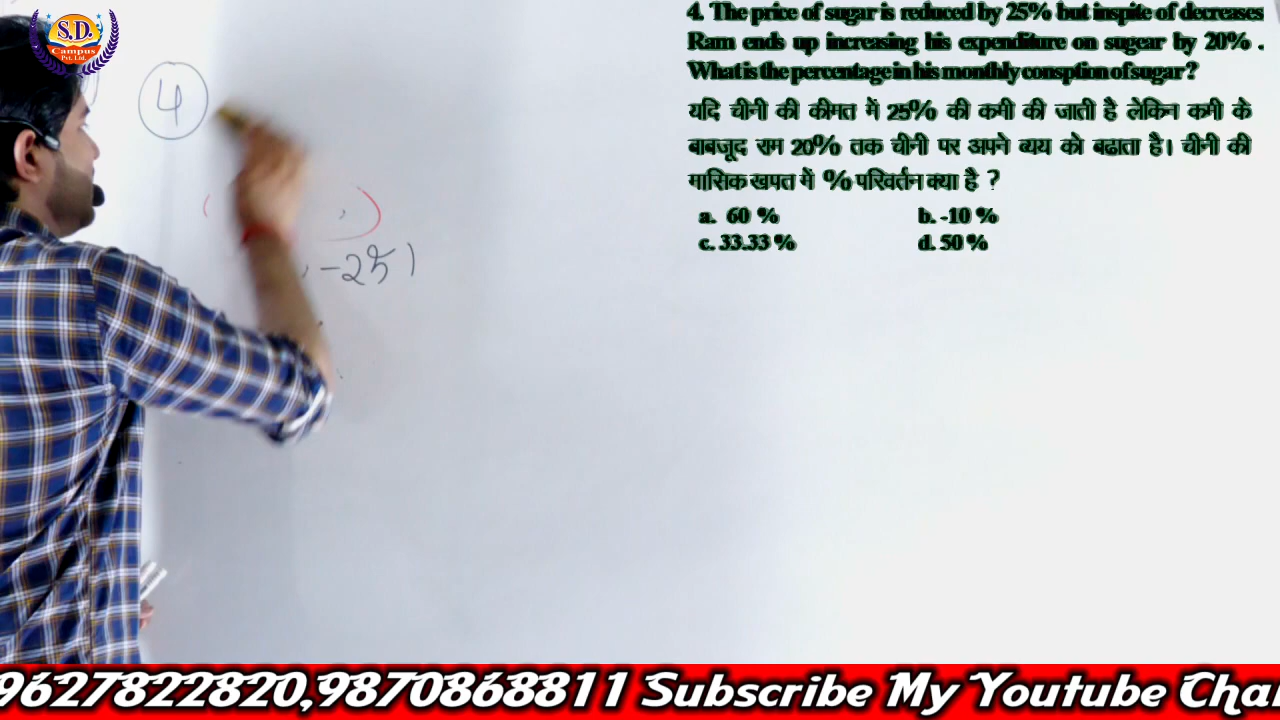 S.D.
Campus
Pvt. Ltd.
4
-25)
4. The price of sugar is reduced by 25% but inspite of decreases
Ram ends up increasing his expenditure on sugear by 20% .
What is the percentage in his monthly consption of sugar ?
यदि चीनी की कीमत में 25% की कमी की जाती है लेकिन कमी के
बाबजूद राम 20% तक चीनी पर अपने व्यय को बढाता है। चीनी की
मासिक खपत में % परिवर्तन क्या है ?
a. 60 % b. -10 %
c. 33.33 % d. 50 %
9627822820,9870868811 Subscribe My Youtube Chan